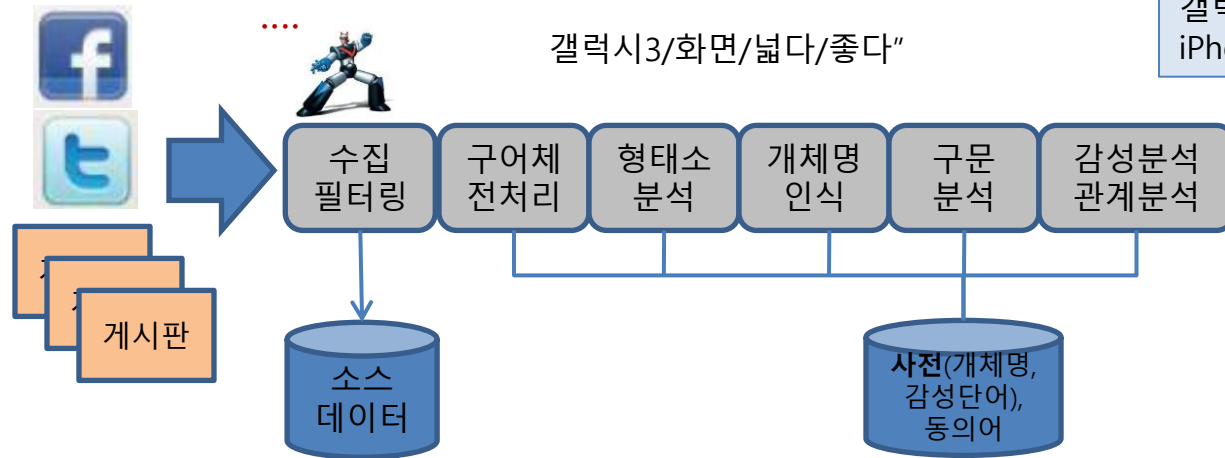 ....
갤럭시3/화면/넓다/좋다”
수집
필터링
구어체
전처리
형태소
분석
개체명
인식
구문
분석
감성분석
관계분석
게시판
소스
데이터
사전(개체명,
감성단어),
동의어